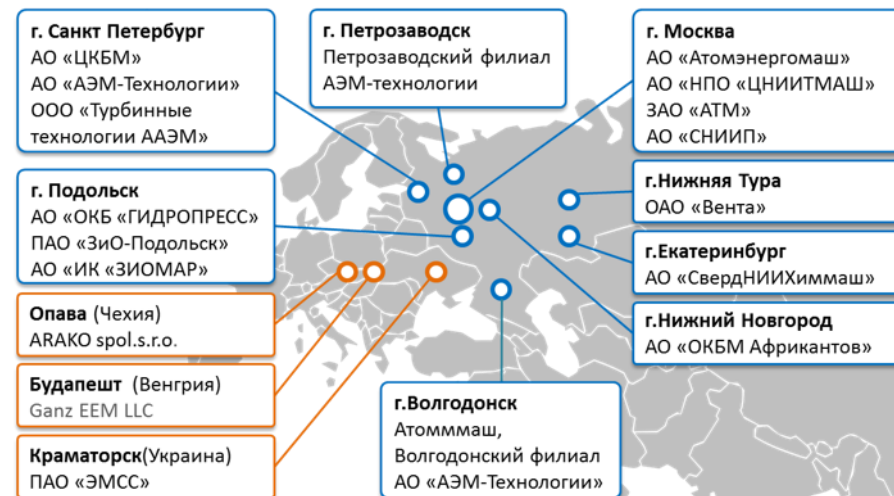 г. Санкт Петербург
АО «ЦКБМ»
АО «АЭМ-Технологии»
ООО «Турбинные
технологии ААЭМ»
г. Петрозаводск
Петрозаводский филиал
АЭМ-технологии
г. Москва
АО «Атомэнергомаш»
АО «НПО «ЦНИИТМАШ»
ЗАО «АТМ»
АО «СНИИП»
г. Подольск
АО «ОКБ «ГИДРОПРЕСС»
ПАО «ЗиО-Подольск»
АО «ИК «ЗИОМАР»
г.Нижняя Тура
ОАО «Вента»
г.Екатеринбург
АО «СвердНИИХиммаш»
г.Нижний Новгород
АО «ОКБМ Африкантов»
Опава (Чехия)
ARAKO spol.s.r.o.
Будапешт (Венгрия)
Ganz EEM LLC
Краматорск(Украина)
ПАО «ЭМСС»
г.Волгодонск
Атомммаш,
Волгодонский филиал
АО «АЭМ-Технологии»